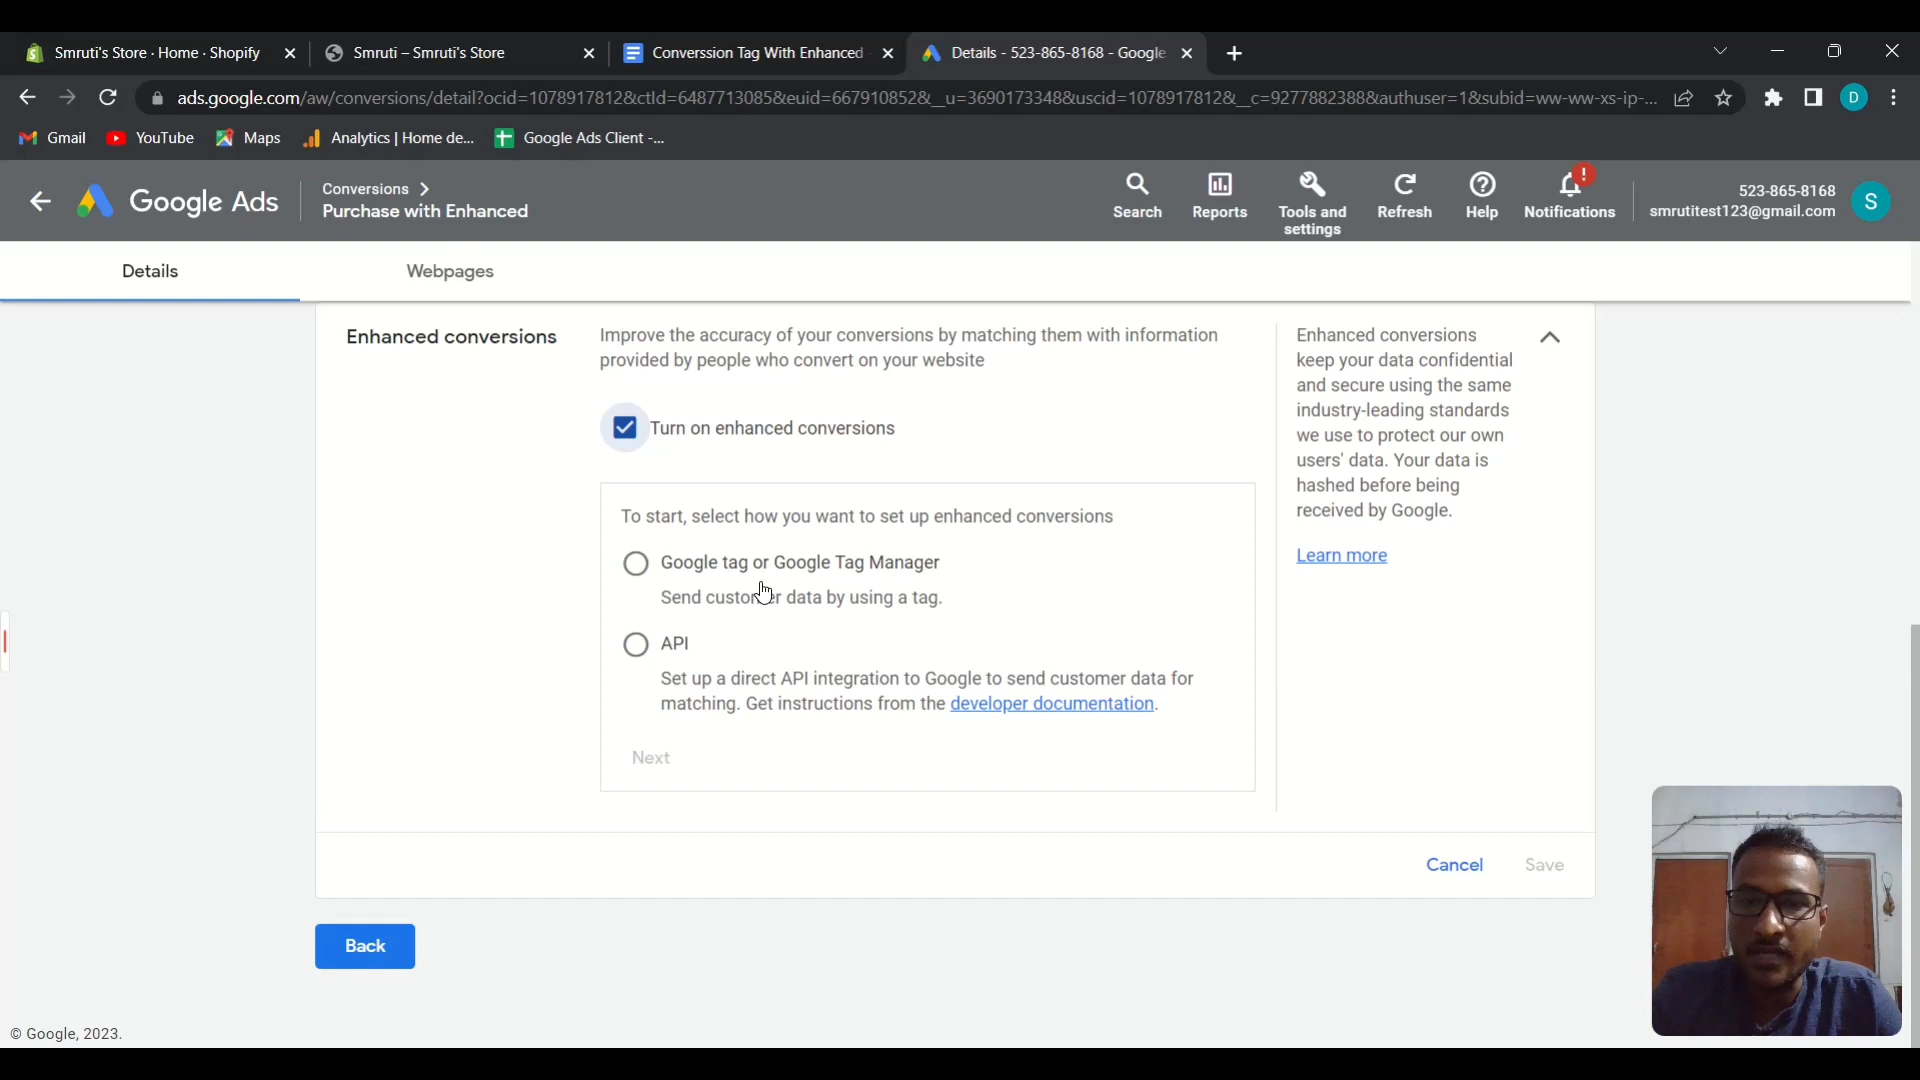 Smruti's Store · Home · Shopify
Smruti – Smruti's Store
Converssion Tag With Enhanced
Details - 523-865-8168 - Google
ads.google.com/aw/conversions/detail?ocid=1078917812&ctId=6487713085&euid=667910852&__u=3690173348&uscid=1078917812&__c=9277882388&authuser=1&subid=ww-ww-xs-ip-...
D
Gmail
YouTube
Maps
Analytics | Home de...
Google Ads Client -...
Google Ads
Conversions
Purchase with Enhanced
Search
Reports
Tools and
settings
Refresh
Help
!
Notifications
523-865-8168
smrutitest123@gmail.com
S
Details
Webpages
Enhanced conversions
Improve the accuracy of your conversions by matching them with information
provided by people who convert on your website
Turn on enhanced conversions
To start, select how you want to set up enhanced conversions
Google tag or Google Tag Manager
Send customer data by using a tag.
API
Set up a direct API integration to Google to send customer data for
matching. Get instructions from the developer documentation.
Next
Enhanced conversions
keep your data confidential
and secure using the same
industry-leading standards
we use to protect our own
users' data. Your data is
hashed before being
received by Google.
Learn more
Cancel
Save
Back
© Google, 2023.